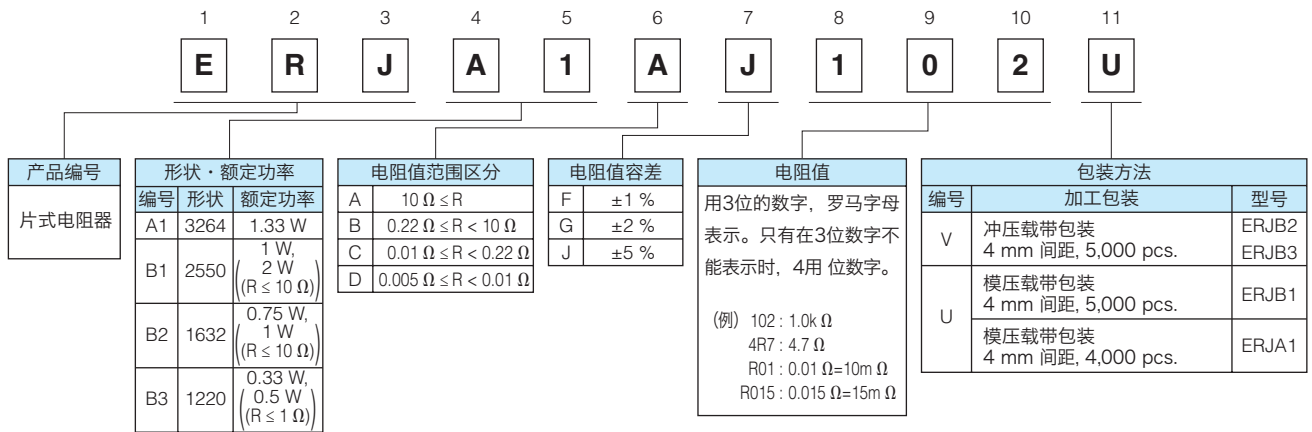 1 2 3 4 5 6 7 8 9 10 11
E R J A 1 A J 1 0 2 U
产品编号
片式电阻器
形状・额定功率
编号 形状 额定功率
A1 3264 1.33 W
B1 2550 1 W,
2 W
(R ≤ 10 Ω)
B2 1632 0.75 W,
1 W
(R ≤ 10 Ω)
B3 1220 0.33 W,
0.5 W
(R ≤ 1 Ω)
电阻值范围区分
A 10 Ω ≤ R
B 0.22 Ω ≤ R < 10 Ω
C 0.01 Ω ≤ R < 0.22 Ω
D 0.005 Ω ≤ R < 0.01 Ω
电阻值容差
F ±1 %
G ±2 %
J ±5 %
电阻值
用3位的数字，罗马字母
表示。只有在3位数字不
能表示时，4用 位数字。
(例) 102 : 1.0k Ω
4R7 : 4.7 Ω
R01 : 0.01 Ω=10m Ω
R015 : 0.015 Ω=15m Ω
包装方法
编号 加工包装 型号
V 冲压载带包装
4 mm 间距, 5,000 pcs.
ERJB2
ERJB3
U 模压载带包装
4 mm 间距, 5,000 pcs.
ERJB1
模压载带包装
4 mm 间距, 4,000 pcs.
ERJA1